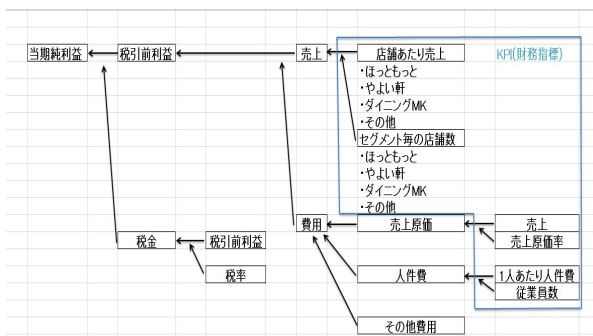 当期純利益
税引前利益
売上
店舗あたり売上
KPI(財務指標)
・ほっともっと
・やよい軒
・ダイニングMK
・その他
セグメント毎の店舗数
・ほっともっと
・やよい軒
・ダイニングMK
・その他
費用
売上原価
売上
売上原価率
税金
税引前利益
税率
人件費
1人あたり人件費
従業員数
その他費用